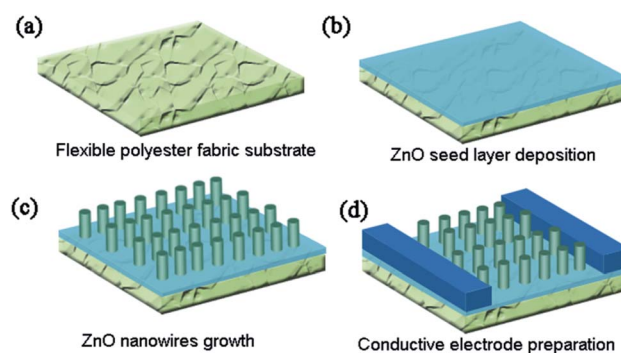 (a)
Flexible polyester fabric substrate
(b)
ZnO seed layer deposition
(c)
ZnO nanowires growth
(d)
Conductive electrode preparation